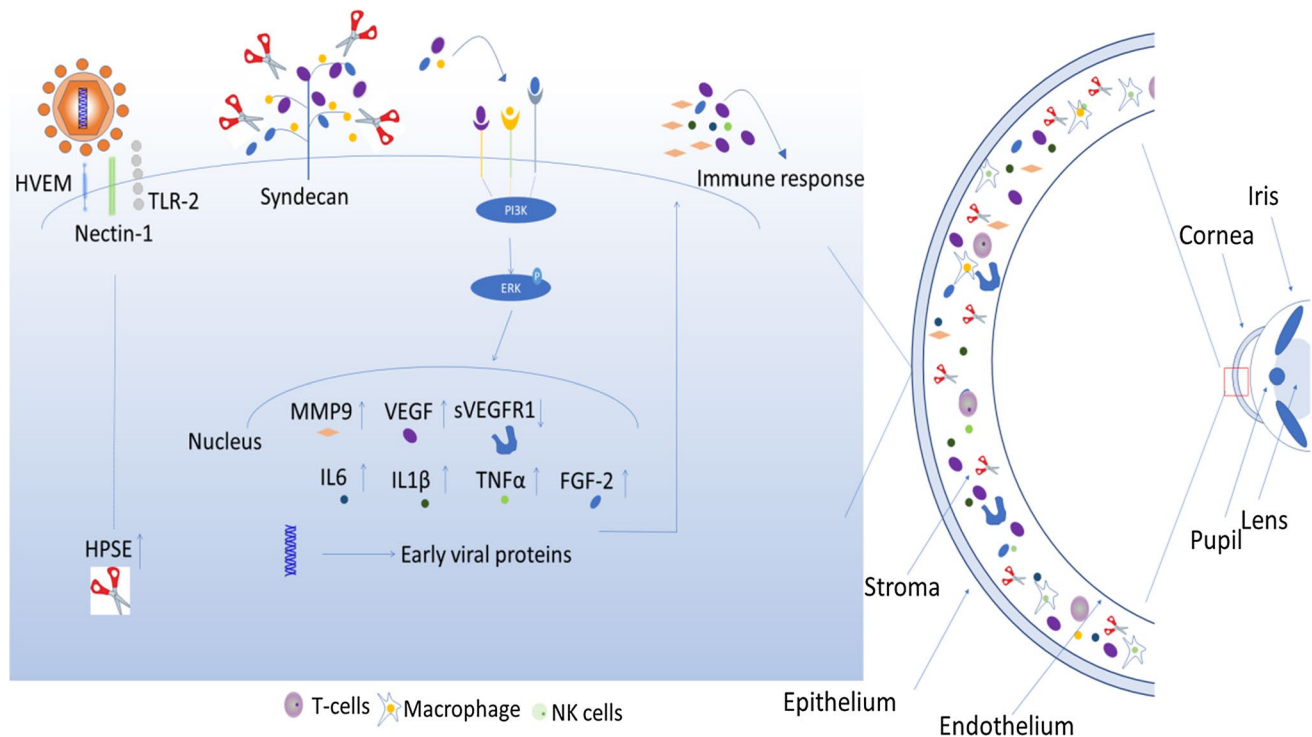 HVEM
TLR-2
Nectin-1
Syndecan
PI3K
ERK
P
Immune response
Nucleus
MMP9
VEGF
sVEGFR1
IL6
IL1β
TNFα
FGF-2
Early viral proteins
HPSE
T-cells
Macrophage
NK cells
Iris
Cornea
Lens
Pupil
Stroma
Epithelium
Endothelium